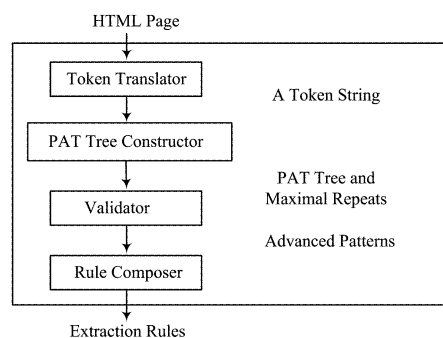 HTML Page
Token Translator
A Token String
PAT Tree Constructor
PAT Tree and
Maximal Repeats
Validator
Advanced Patterns
Rule Composer
Extraction Rules